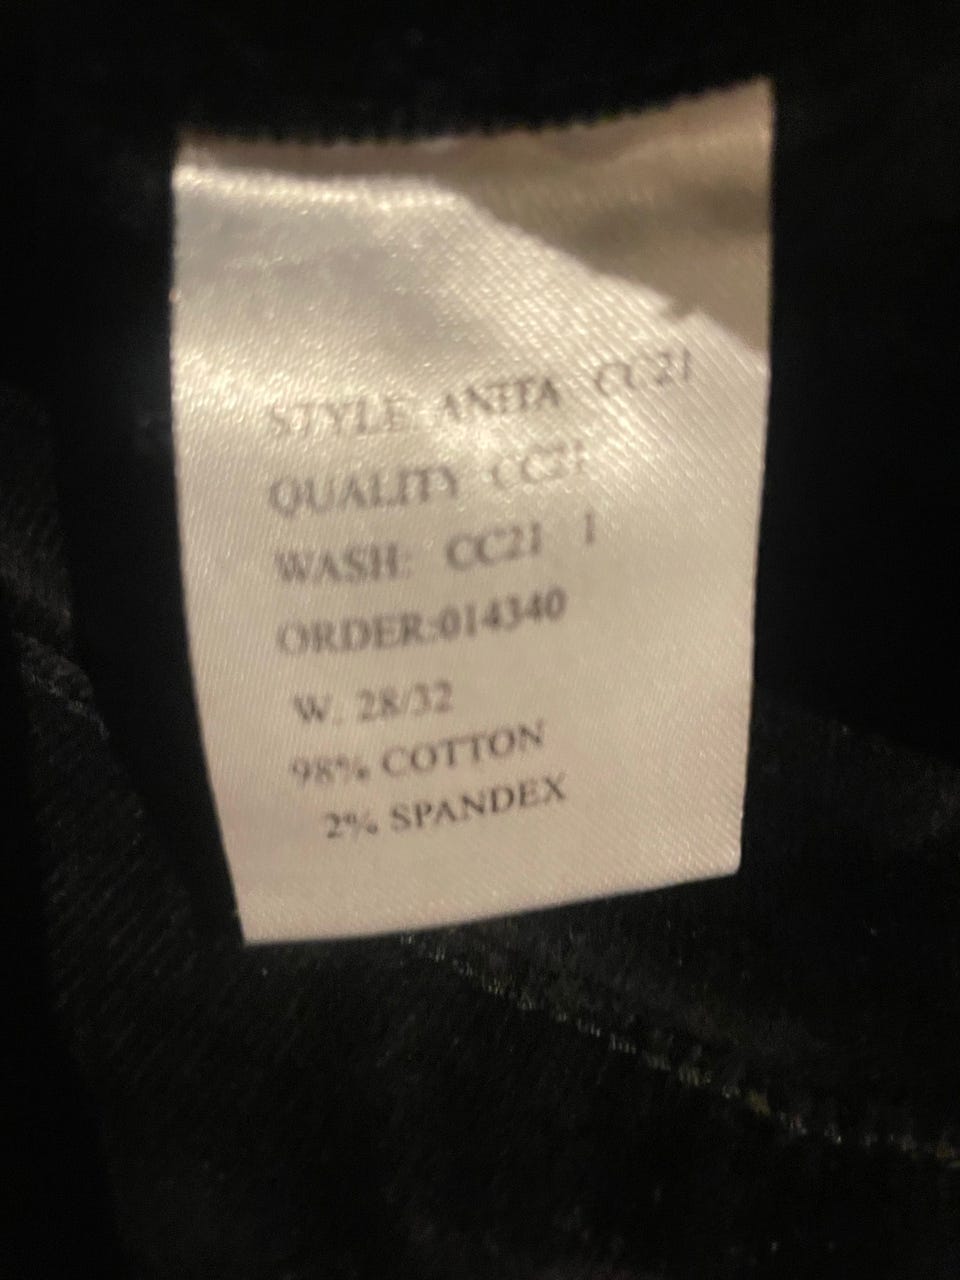 STYLE ANITA CC21
QUALITY CC21
WASH: CC21 1
ORDER:014340
W. 28/32
98% COTTON
2% SPANDEX